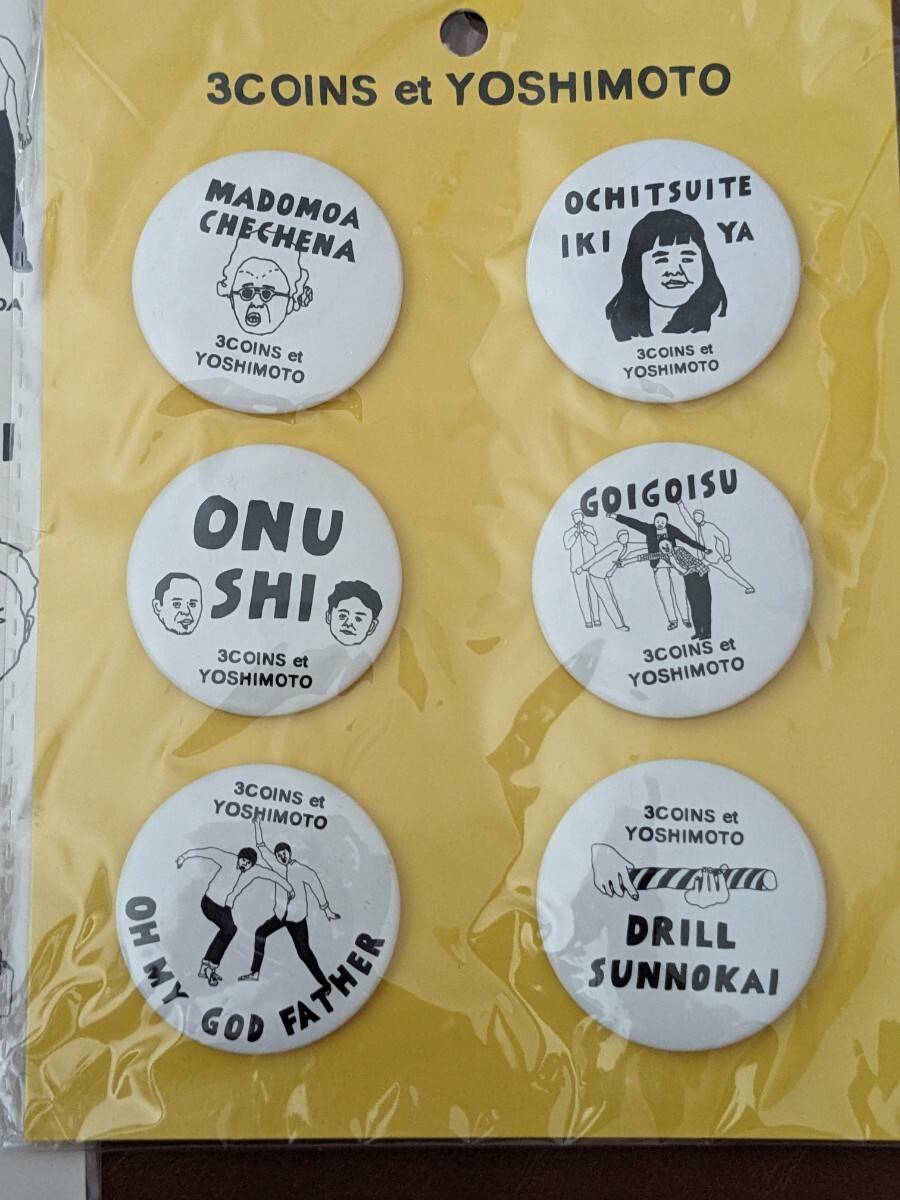 3COINS et YOSHIMOTO
MADOMOA
CHECHENA
3COINS et
YOSHIMOTO
OCHITSUITE
IKI YA
3COINS et
YOSHIMOTO
ONU
SHI
3COINS et
YOSHIMOTO
GOIGOISU
3COINS et
YOSHIMOTO
3COINS et
YOSHIMOTO
OH MY GOD FATHER
3COINS et
YOSHIMOTO
DRILL
SUNNOKAI